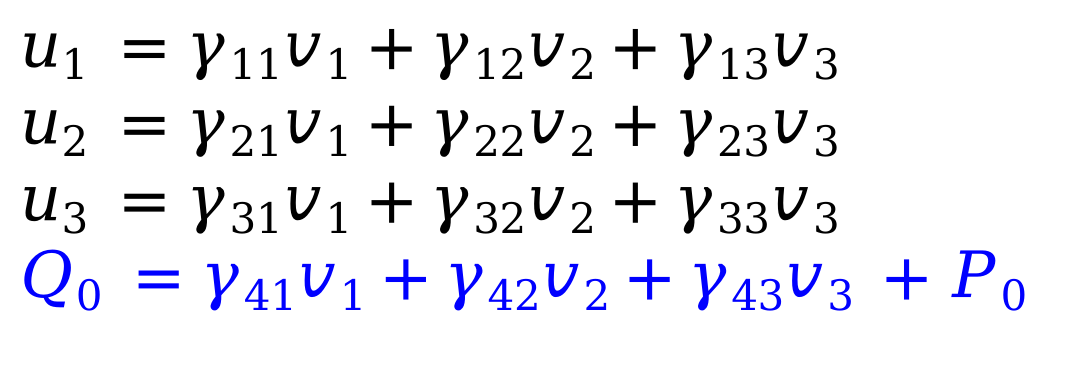 u₁ = γ₁₁v₁ + γ₁₂v₂ + γ₁₃v₃
u₂ = γ₂₁v₁ + γ₂₂v₂ + γ₂₃v₃
u₃ = γ₃₁v₁ + γ₃₂v₂ + γ₃₃v₃
Q₀ = γ₄₁v₁ + γ₄₂v₂ + γ₄₃v₃ + P₀